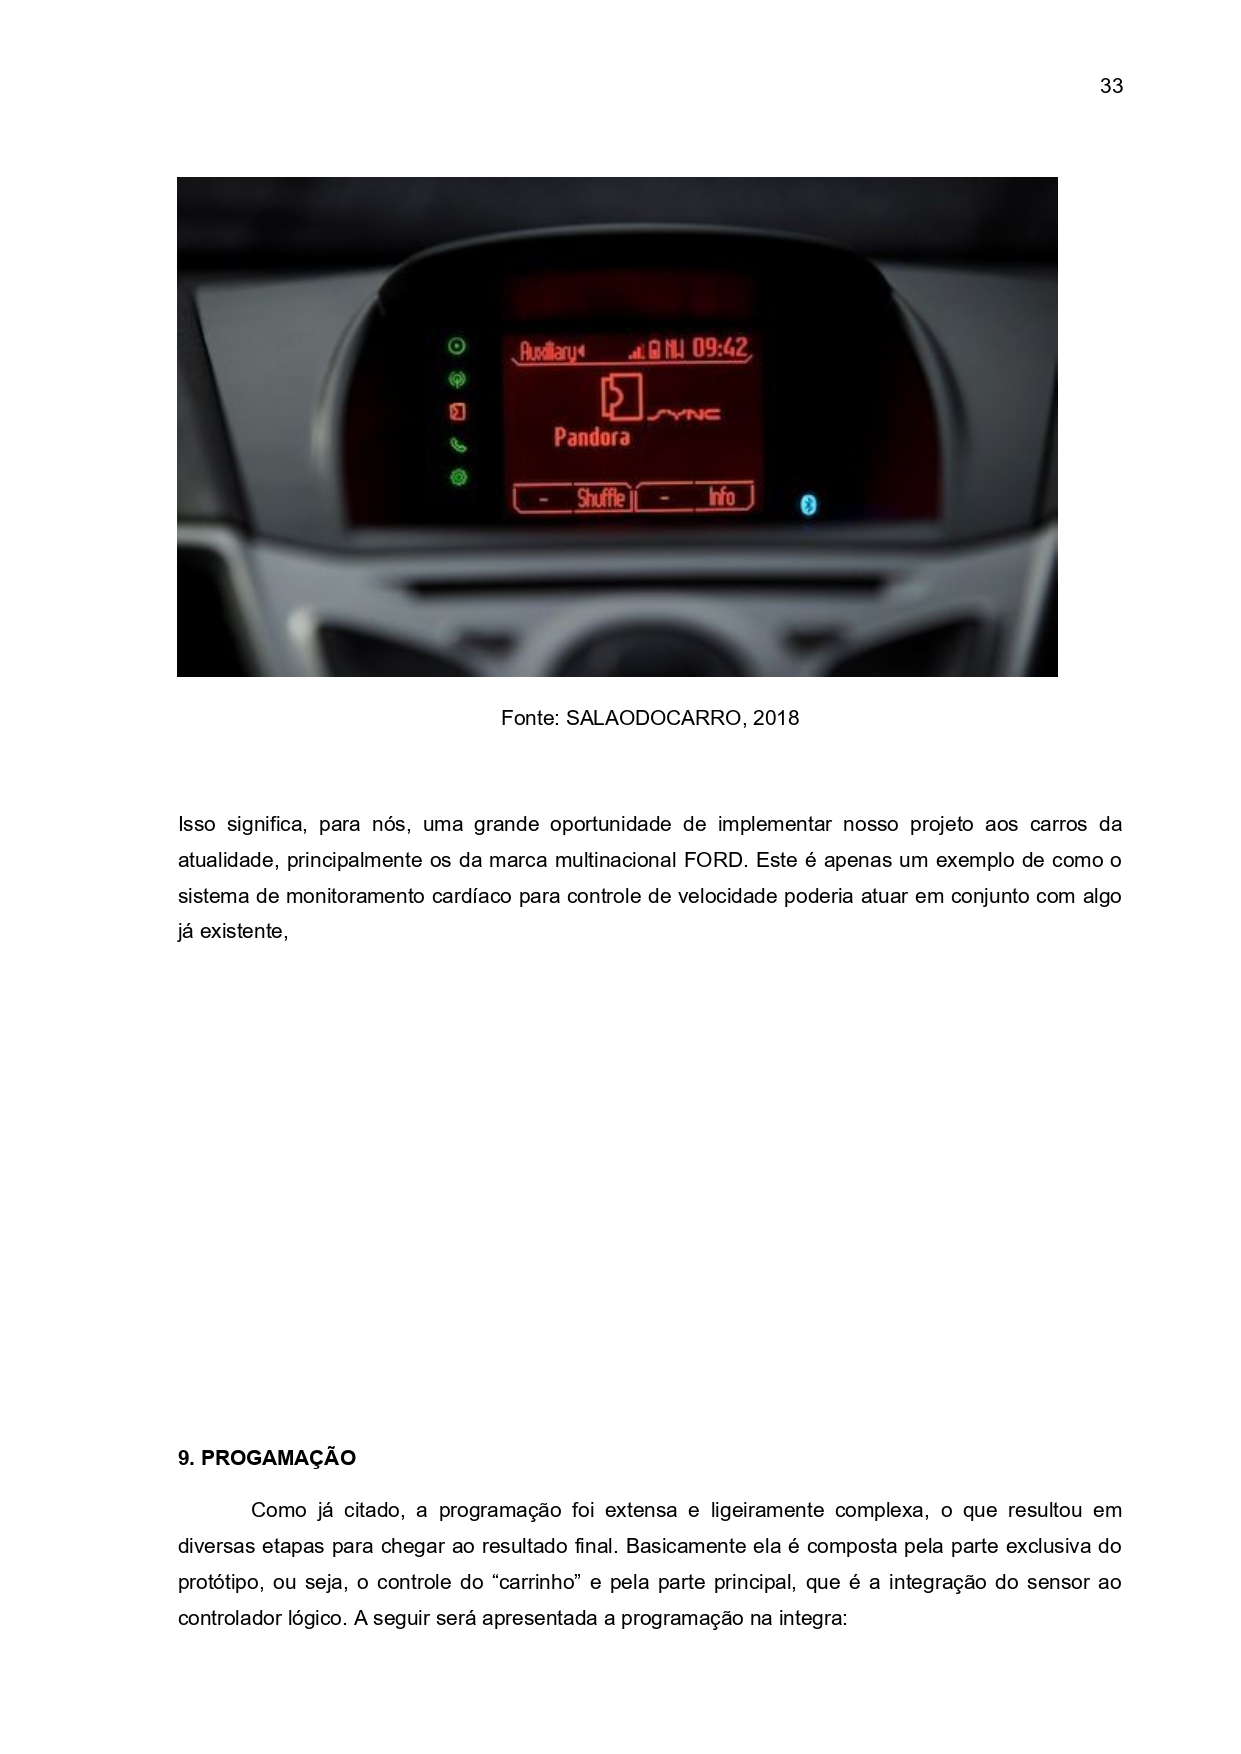 33
Auxiliary
09:42
SYNC
Pandora
- Shuffle - Info
Fonte: SALAODOCARRO, 2018
Isso significa, para nós, uma grande oportunidade de implementar nosso projeto aos carros da
atualidade, principalmente os da marca multinacional FORD. Este é apenas um exemplo de como o
sistema de monitoramento cardíaco para controle de velocidade poderia atuar em conjunto com algo
já existente,
9. PROGAMAÇÃO
Como já citado, a programação foi extensa e ligeiramente complexa, o que resultou em
diversas etapas para chegar ao resultado final. Basicamente ela é composta pela parte exclusiva do
protótipo, ou seja, o controle do “carrinho” e pela parte principal, que é a integração do sensor ao
controlador lógico. A seguir será apresentada a programação na integra: